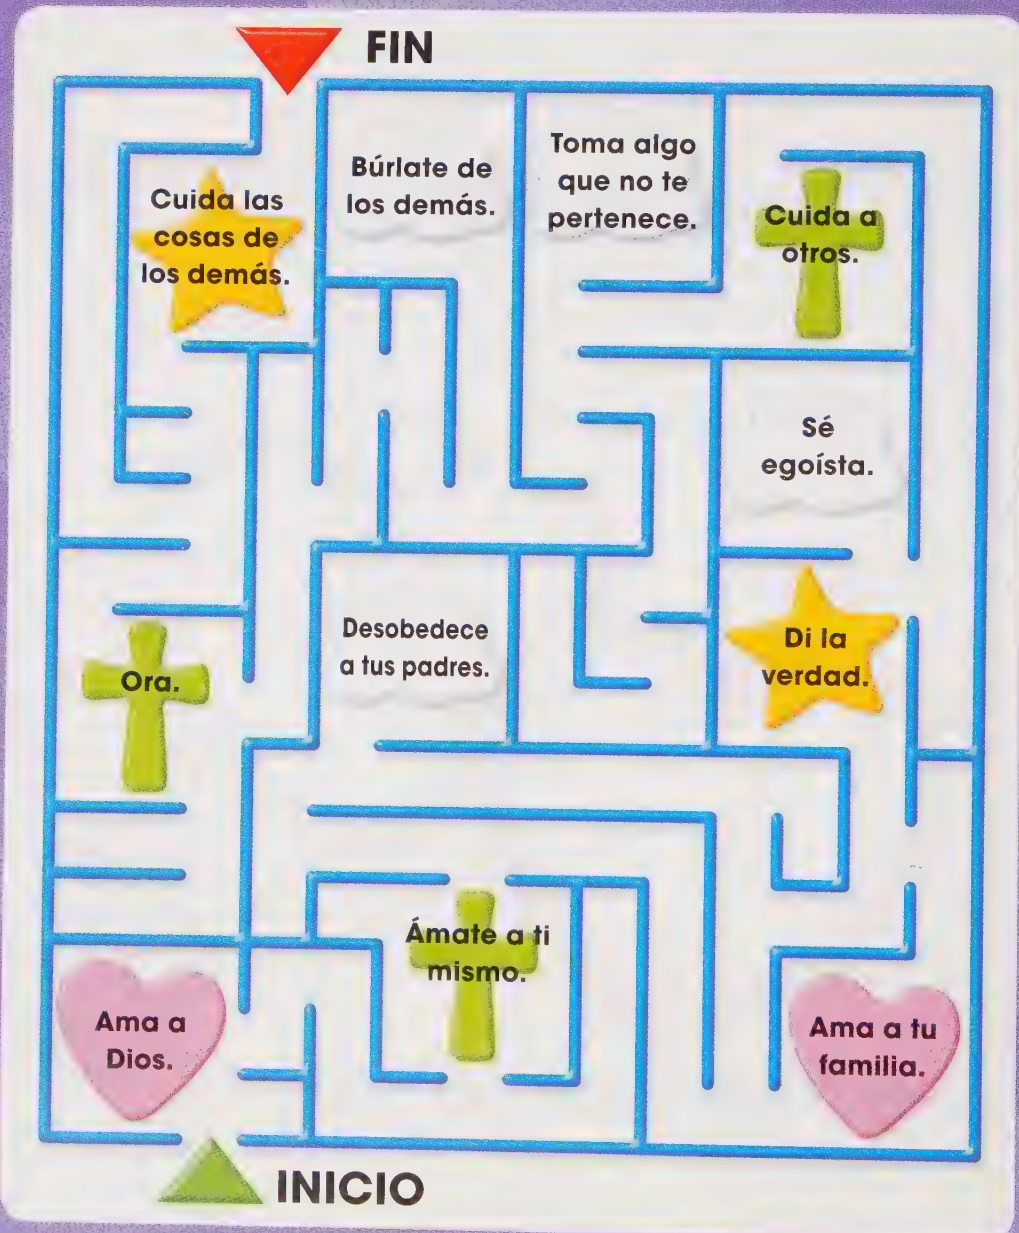 FIN
Búrlate de
los demás.
Toma algo
que no te
pertenece.
Cuida las
cosas de
los demás.
Cuida a
otros.
Sé
egoísta.
Desobedece
a tus padres.
Di la
verdad.
Ora.
Ámate a ti
mismo.
Ama a
Dios.
Ama a tu
familia.
INICIO